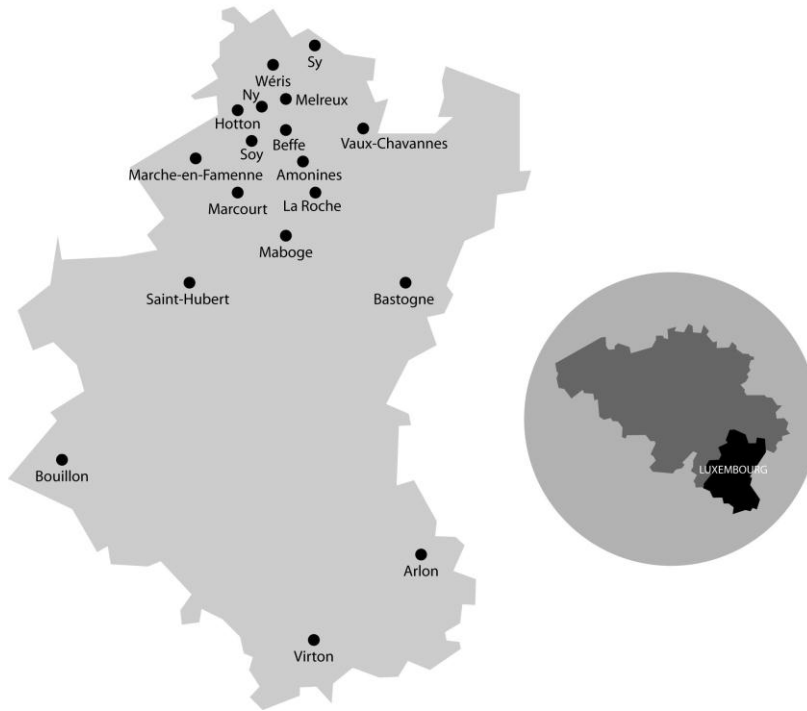 Sy
Wéris
Ny
Melreux
Hotton
Beffe
Vaux-Chavannes
Soy
Marche-en-Famenne
Amonines
Marcourt
La Roche
Maboge
Saint-Hubert
Bastogne
LUXEMBOURG
Bouillon
Arlon
Virton